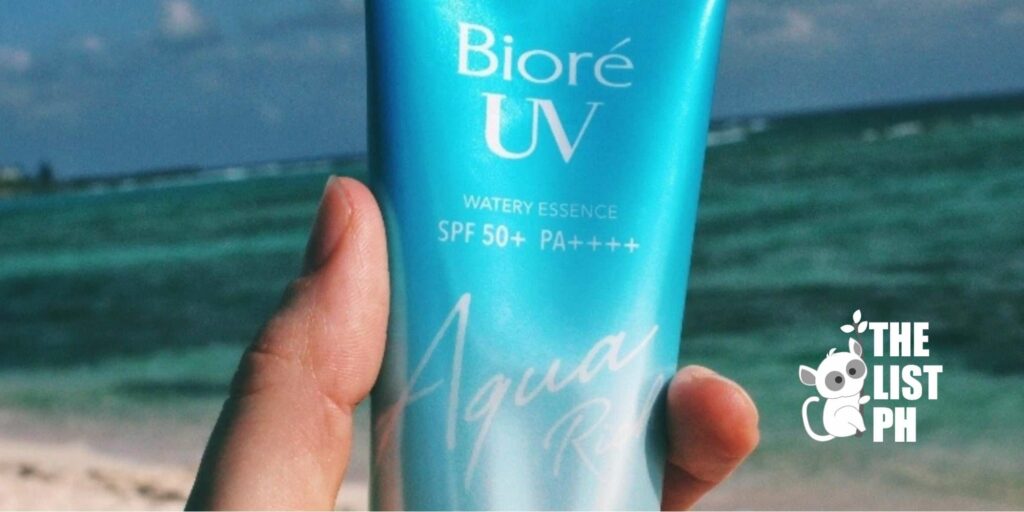 Bioré
UV
WATERY ESSENCE
SPF 50+ PA++++
Aqua
THE
LIST
PH